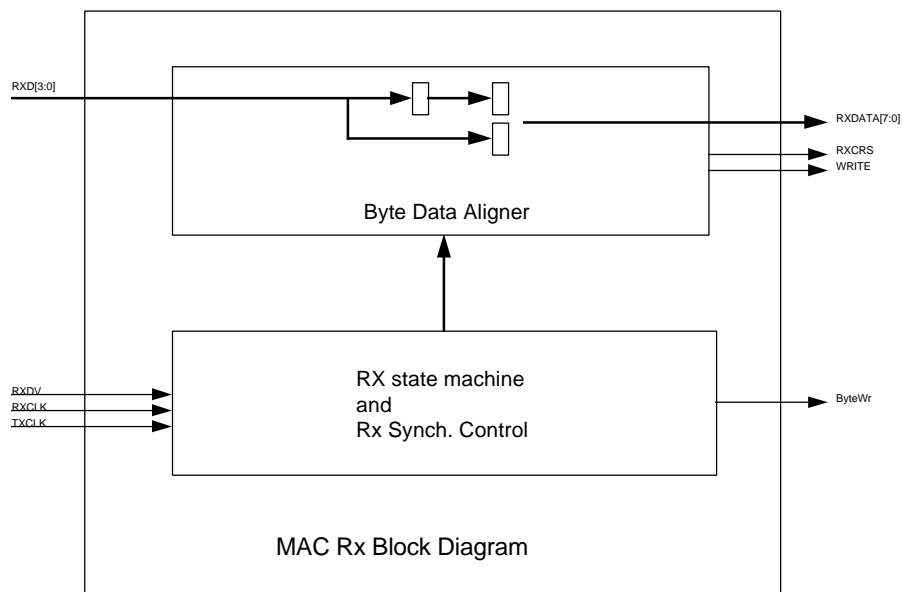 RXD[3:0]
RXDATA[7:0]
RXCRS
WRITE
Byte Data Aligner
RXDV
RXCLK
TXCLK
RX state machine
and
Rx Synch. Control
ByteWr
MAC Rx Block Diagram